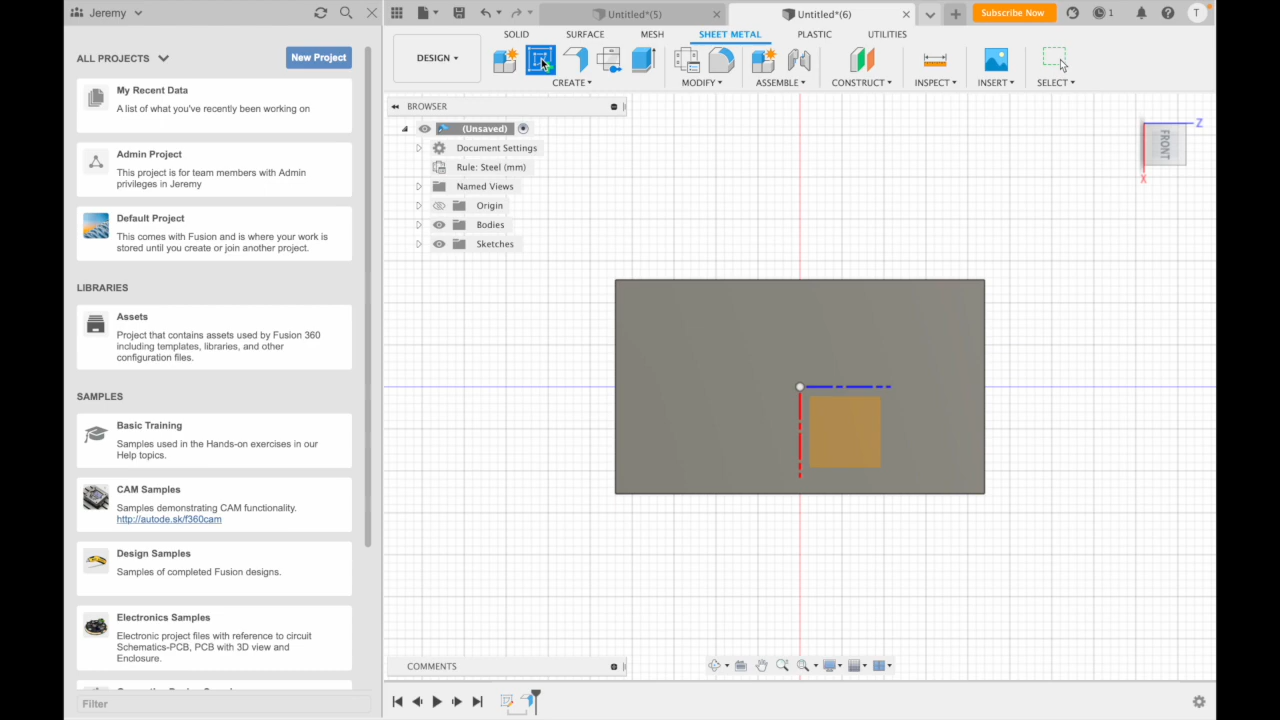 Jeremy
Untitled*(5)
Untitled*(6)
Subscribe Now
1
T
ALL PROJECTS
New Project
My Recent Data
A list of what you've recently been working on
Admin Project
This project is for team members with Admin
privileges in Jeremy
Default Project
This comes with Fusion and is where your work is
stored until you create or join another project.
LIBRARIES
Assets
Project that contains assets used by Fusion 360
including templates, libraries, and other
configuration files.
SAMPLES
Basic Training
Samples used in the Hands-on exercises in our
Help topics.
CAM Samples
Samples demonstrating CAM functionality.
http://autode.sk/f360cam
Design Samples
Samples of completed Fusion designs.
Electronics Samples
Electronic project files with reference to circuit
Schematics-PCB, PCB with 3D view and
Enclosure.
Filter
SOLID
SURFACE
MESH
SHEET METAL
PLASTIC
UTILITIES
DESIGN
CREATE
MODIFY
ASSEMBLE
CONSTRUCT
INSPECT
INSERT
SELECT
BROWSER
(Unsaved)
Document Settings
Rule: Steel (mm)
Named Views
Origin
Bodies
Sketches
Z
FRONT
X
COMMENTS